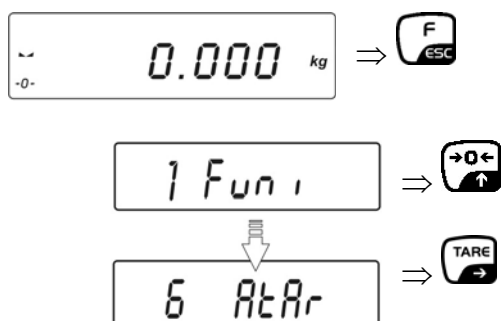 0.000 kg ⇒ F ESC
-0-
1 Funi ⇒ →0← ↑
6 AtAr ⇒ TARE →